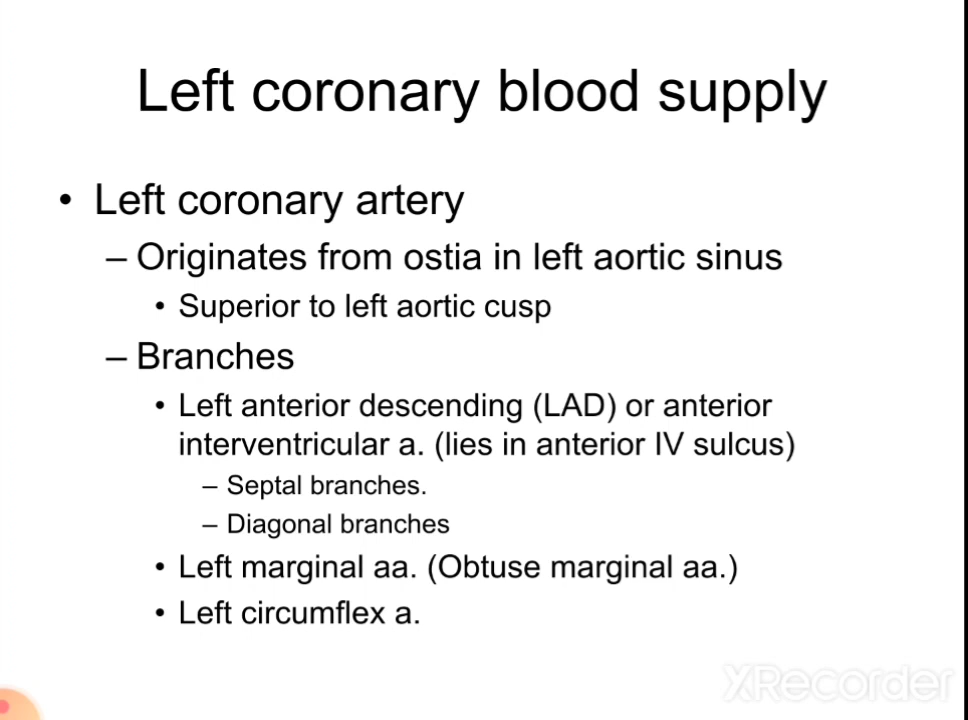 Left coronary blood supply
• Left coronary artery
– Originates from ostia in left aortic sinus
• Superior to left aortic cusp
– Branches
• Left anterior descending (LAD) or anterior
interventricular a. (lies in anterior IV sulcus)
– Septal branches.
– Diagonal branches
• Left marginal aa. (Obtuse marginal aa.)
• Left circumflex a.
XRecorder